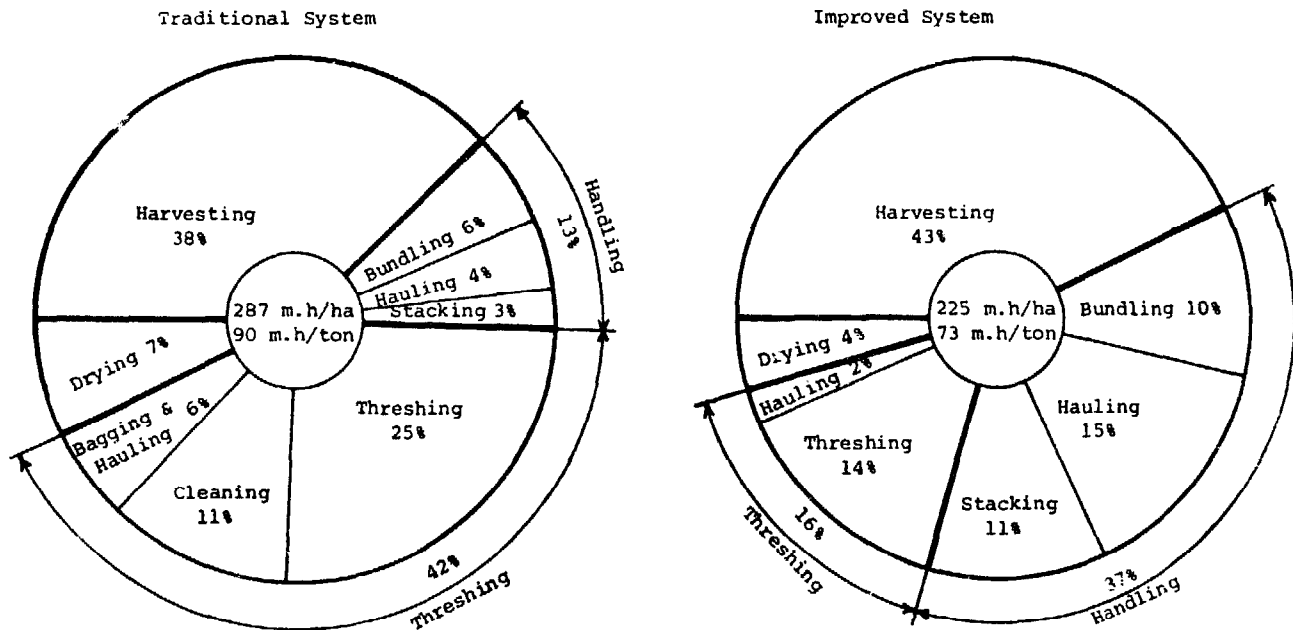 Traditional System
Harvesting
38%
Handling
13%
Bundling 6%
Hauling 4%
Stacking 3%
287 m.h/ha
90 m.h/ton
Drying 7%
Bagging &
Hauling 6%
Cleaning
11%
Threshing
25%
42%
Threshing
Improved System
Harvesting
43%
Bundling 10%
225 m.h/ha
73 m.h/ton
Drying 4%
Hauling 2%
Hauling
15%
Threshing
14%
Stacking
11%
16%
Threshing
37%
Handling